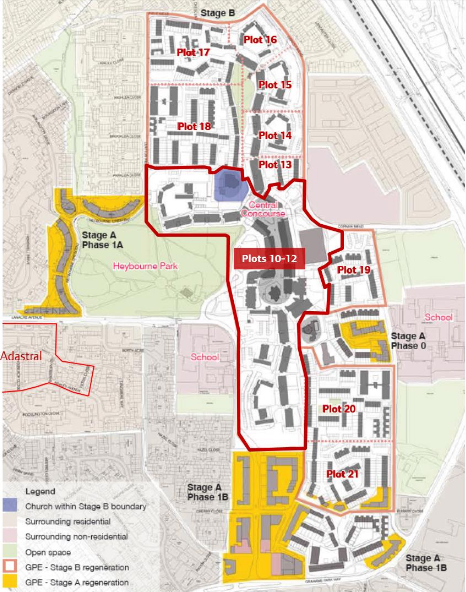 Stage B
Plot 16
Plot 17
Plot 15
Plot 18
Plot 14
Plot 13
Central
Concourse
Stage A
Phase 1A
Heybourne Park
Plots 10-12
Plot 19
School
School
Stage A
Phase 0
Adastral
Plot 20
Plot 21
Stage A
Phase 1B
Stage A
Phase 1B
Legend
Church within Stage B boundary
Surrounding residential
Surrounding non-residential
Open space
GPE - Stage B regeneration
GPE - Stage A regeneration